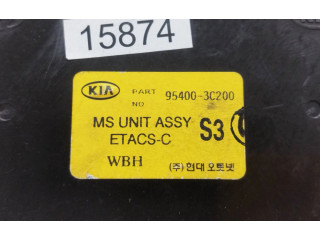 15874
KIA PART NO 95400-3C200
MS UNIT ASSY
ETACS-C S3
WBH (주)현대 오토넷